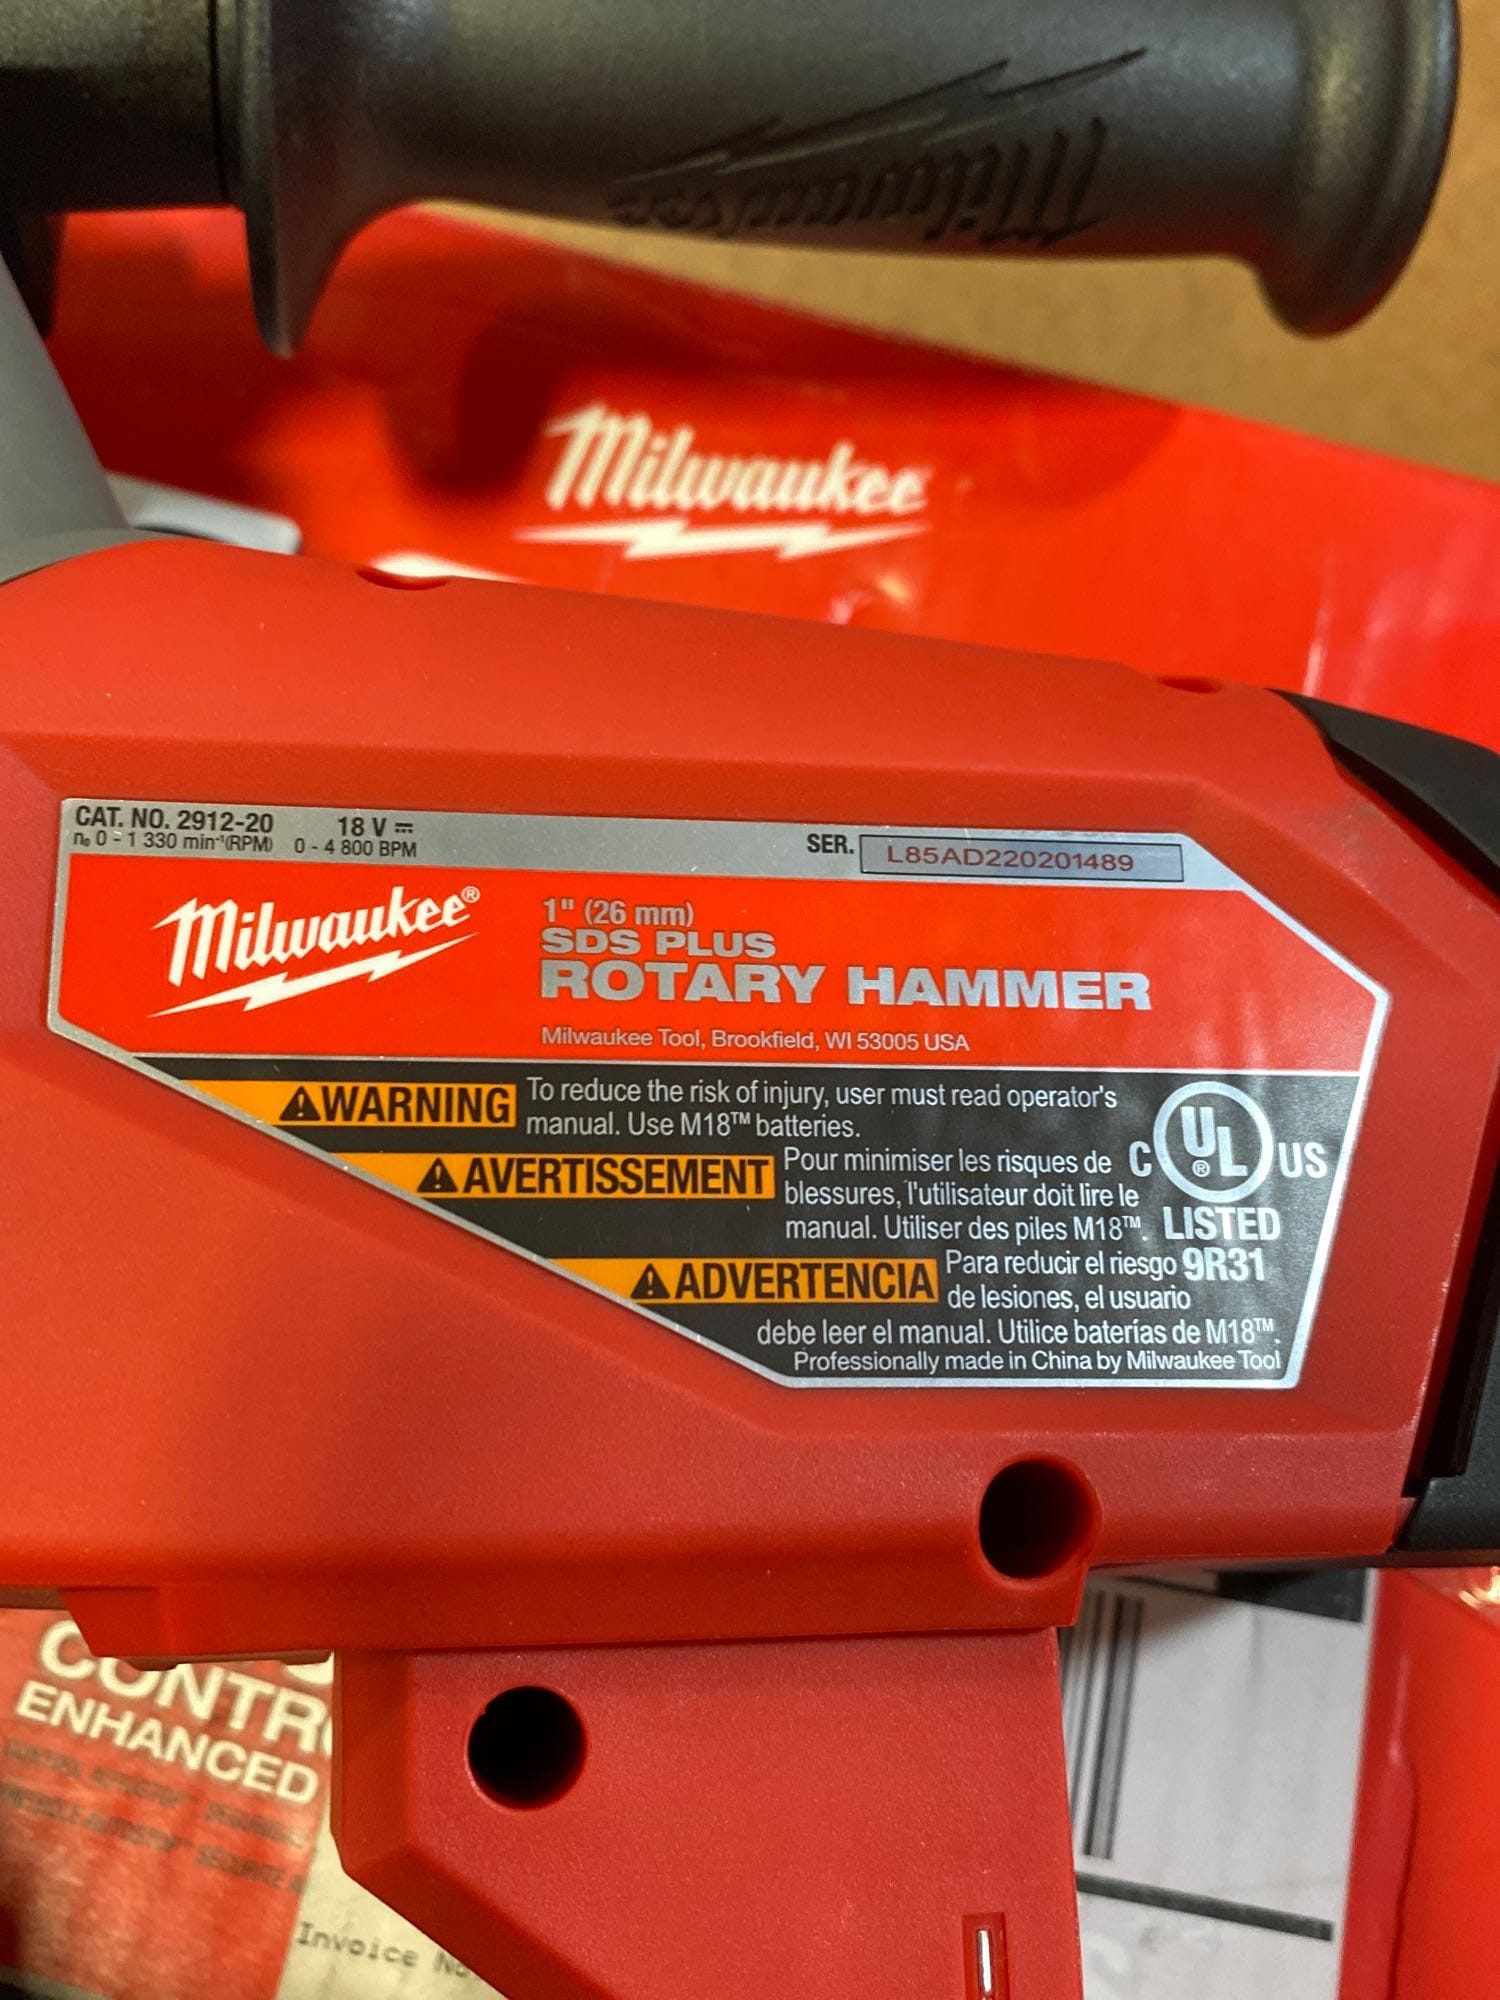 Milwaukee
Milwaukee
CAT. NO. 2912-20 18 V ⎓
n₀ 0 - 1 330 min⁻¹(RPM) 0 - 4 800 BPM
SER. L85AD220201489
Milwaukee®
1" (26 mm)
SDS PLUS
ROTARY HAMMER
Milwaukee Tool, Brookfield, WI 53005 USA
⚠WARNING To reduce the risk of injury, user must read operator's
manual. Use M18™ batteries.
⚠AVERTISSEMENT Pour minimiser les risques de
blessures, l'utilisateur doit lire le
manual. Utiliser des piles M18™.
C UL® US
LISTED
9R31
⚠ADVERTENCIA Para reducir el riesgo
de lesiones, el usuario
debe leer el manual. Utilice baterías de M18™.
Professionally made in China by Milwaukee Tool
ENHANCED
Invoice